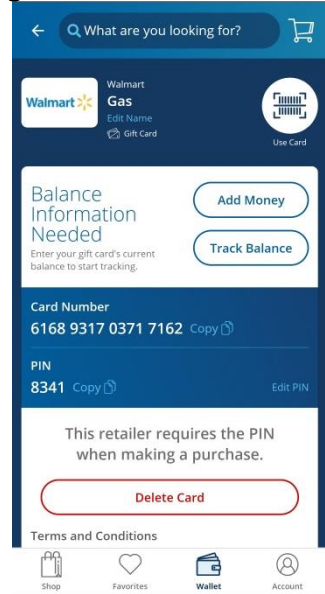 What are you looking for?
Walmart
Walmart
Gas
Edit Name
Gift Card
Use Card
Balance
Information
Needed
Enter your gift card's current
balance to start tracking.
Add Money
Track Balance
Card Number
6168 9317 0371 7162 Copy
PIN
8341 Copy
Edit PIN
This retailer requires the PIN
when making a purchase.
Delete Card
Terms and Conditions
Shop
Favorites
Wallet
Account